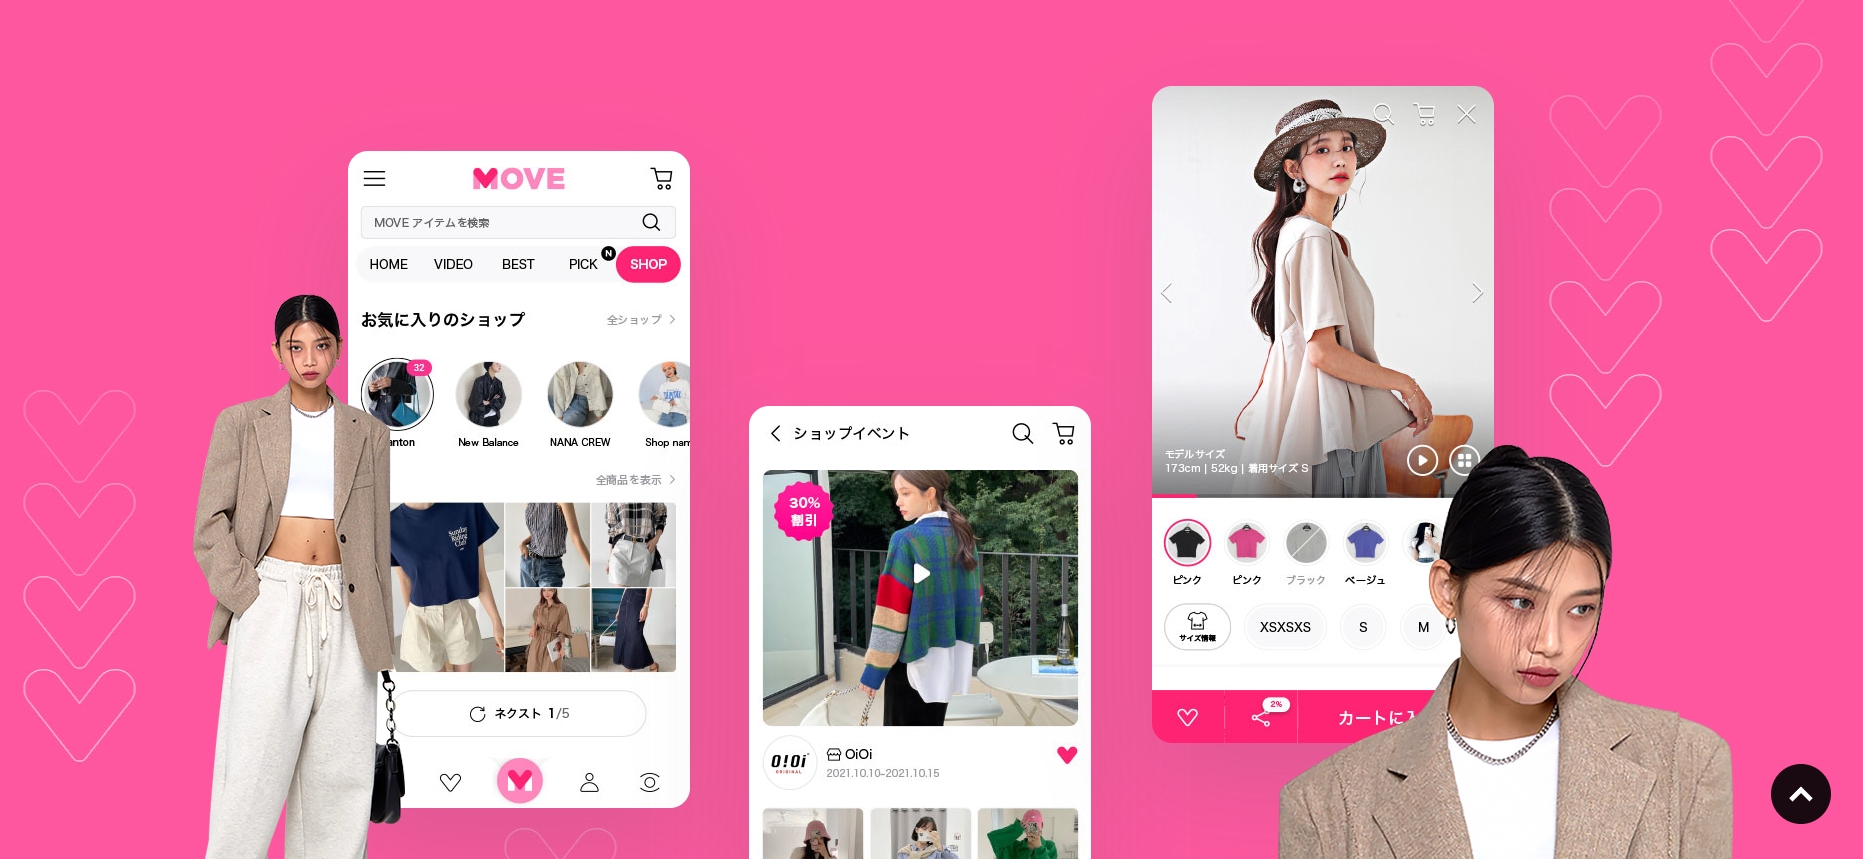 MOVE
MOVE アイテムを検索
HOME VIDEO BEST PICK N SHOP
お気に入りのショップ 全ショップ
32
anton New Balance NANA CREW Shop nam
全商品を表示
Sunday
Riding
Club
ネクスト 1/5
ショップイベント
30%
割引
O!Oi
ORIGINAL
OiOi
2021.10.10~2021.10.15
モデルサイズ
173cm | 52kg | 着用サイズ S
ピンク ピンク ブラック ベージュ
サイズ情報 XSXSXS S M
2%
カートに入